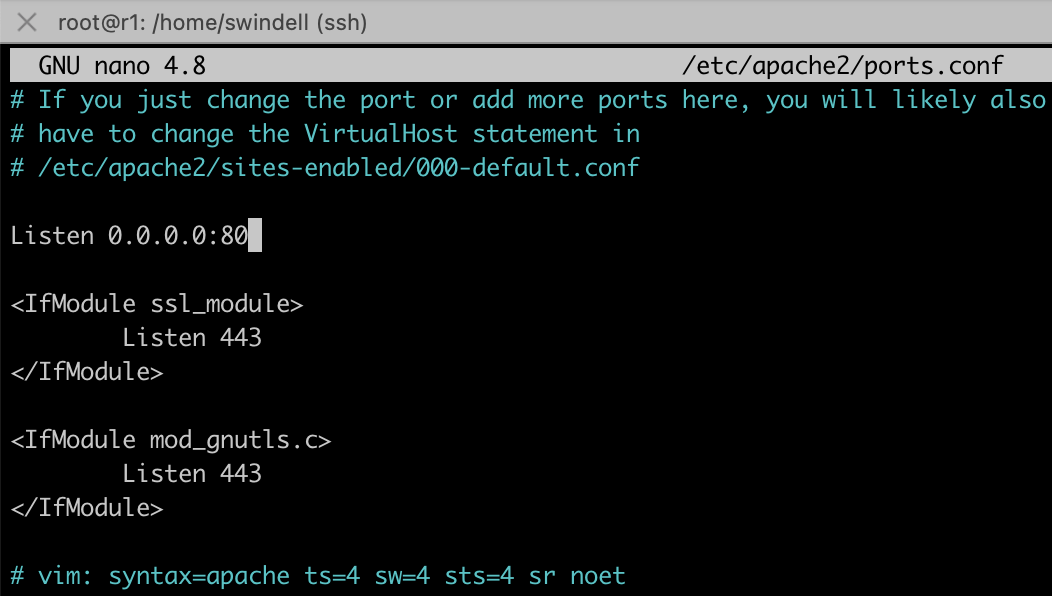 root@r1: /home/swindell (ssh)
GNU nano 4.8 /etc/apache2/ports.conf
# If you just change the port or add more ports here, you will likely also
# have to change the VirtualHost statement in
# /etc/apache2/sites-enabled/000-default.conf
Listen 0.0.0.0:80
<IfModule ssl_module>
Listen 443
</IfModule>
<IfModule mod_gnutls.c>
Listen 443
</IfModule>
# vim: syntax=apache ts=4 sw=4 sts=4 sr noet